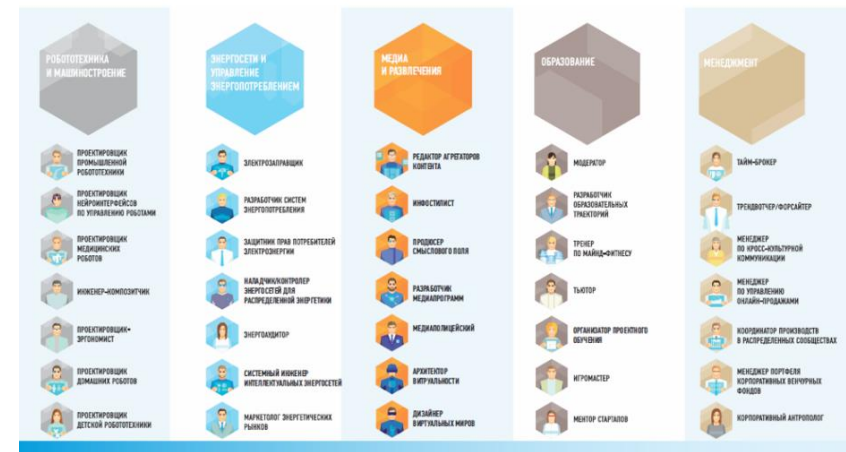 РОБОТОТЕХНИКА
И МАШИНОСТРОЕНИЕ
ПРОЕКТИРОВЩИК
ПРОМЫШЛЕННОЙ
РОБОТОТЕХНИКИ
ПРОЕКТИРОВЩИК
НЕЙРОИНТЕРФЕЙСОВ
ПО УПРАВЛЕНИЮ РОБОТАМИ
ПРОЕКТИРОВЩИК
МЕДИЦИНСКИХ
РОБОТОВ
ИНЖЕНЕР-КОМПОЗИТЧИК
ПРОЕКТИРОВЩИК-
ЭРГОНОМИСТ
ПРОЕКТИРОВЩИК
ДОМАШНИХ РОБОТОВ
ПРОЕКТИРОВЩИК
ДЕТСКОЙ РОБОТОТЕХНИКИ
ЭНЕРГОСЕТИ И
УПРАВЛЕНИЕ
ЭНЕРГОПОТРЕБЛЕНИЕМ
ЭЛЕКТРОЗАПРАВЩИК
РАЗРАБОТЧИК СИСТЕМ
ЭНЕРГОПОТРЕБЛЕНИЯ
ЗАЩИТНИК ПРАВ ПОТРЕБИТЕЛЕЙ
ЭЛЕКТРОЭНЕРГИИ
НАЛАДЧИК/КОНТРОЛЕР
ЭНЕРГОСЕТЕЙ ДЛЯ
РАСПРЕДЕЛЕННОЙ ЭНЕРГЕТИКИ
ЭНЕРГОАУДИТОР
СИСТЕМНЫЙ ИНЖЕНЕР
ИНТЕЛЛЕКТУАЛЬНЫХ ЭНЕРГОСЕТЕЙ
МАРКЕТОЛОГ ЭНЕРГЕТИЧЕСКИХ
РЫНКОВ
МЕДИА
И РАЗВЛЕЧЕНИЯ
РЕДАКТОР АГРЕГАТОРОВ
КОНТЕНТА
ИНФОСТИЛИСТ
ПРОДЮСЕР
СМЫСЛОВОГО ПОЛЯ
РАЗРАБОТЧИК
МЕДИАПРОГРАММ
МЕДИАПОЛИЦЕЙСКИЙ
АРХИТЕКТОР
ВИТРУАЛЬНОСТИ
ДИЗАЙНЕР
ВИРТУАЛЬНЫХ МИРОВ
ОБРАЗОВАНИЕ
МОДЕРАТОР
РАЗРАБОТЧИК
ОБРАЗОВАТЕЛЬНЫХ
ТРАЕКТОРИЙ
ТРЕНЕР
ПО МАЙНД-ФИТНЕСУ
ТЬЮТОР
ОРГАНИЗАТОР ПРОЕКТНОГО
ОБУЧЕНИЯ
ИГРОМАСТЕР
МЕНТОР СТАРТАПОВ
МЕНЕДЖМЕНТ
ТАЙМ-БРОКЕР
ТРЕНДВОТЧЕР/ФОРСАЙТЕР
МЕНЕДЖЕР
ПО КРОСС-КУЛЬТУРНОЙ
КОММУНИКАЦИИ
МЕНЕДЖЕР
ПО УПРАВЛЕНИЮ
ОНЛАЙН-ПРОДАЖАМИ
КООРДИНАТОР ПРОИЗВОДСТВ
В РАСПРЕДЕЛЕННЫХ СООБЩЕСТВАХ
МЕНЕДЖЕР ПОРТФЕЛЯ
КОРПОРАТИВНЫХ ВЕНЧУРНЫХ
ФОНДОВ
КОРПОРАТИВНЫЙ АНТРОПОЛОГ